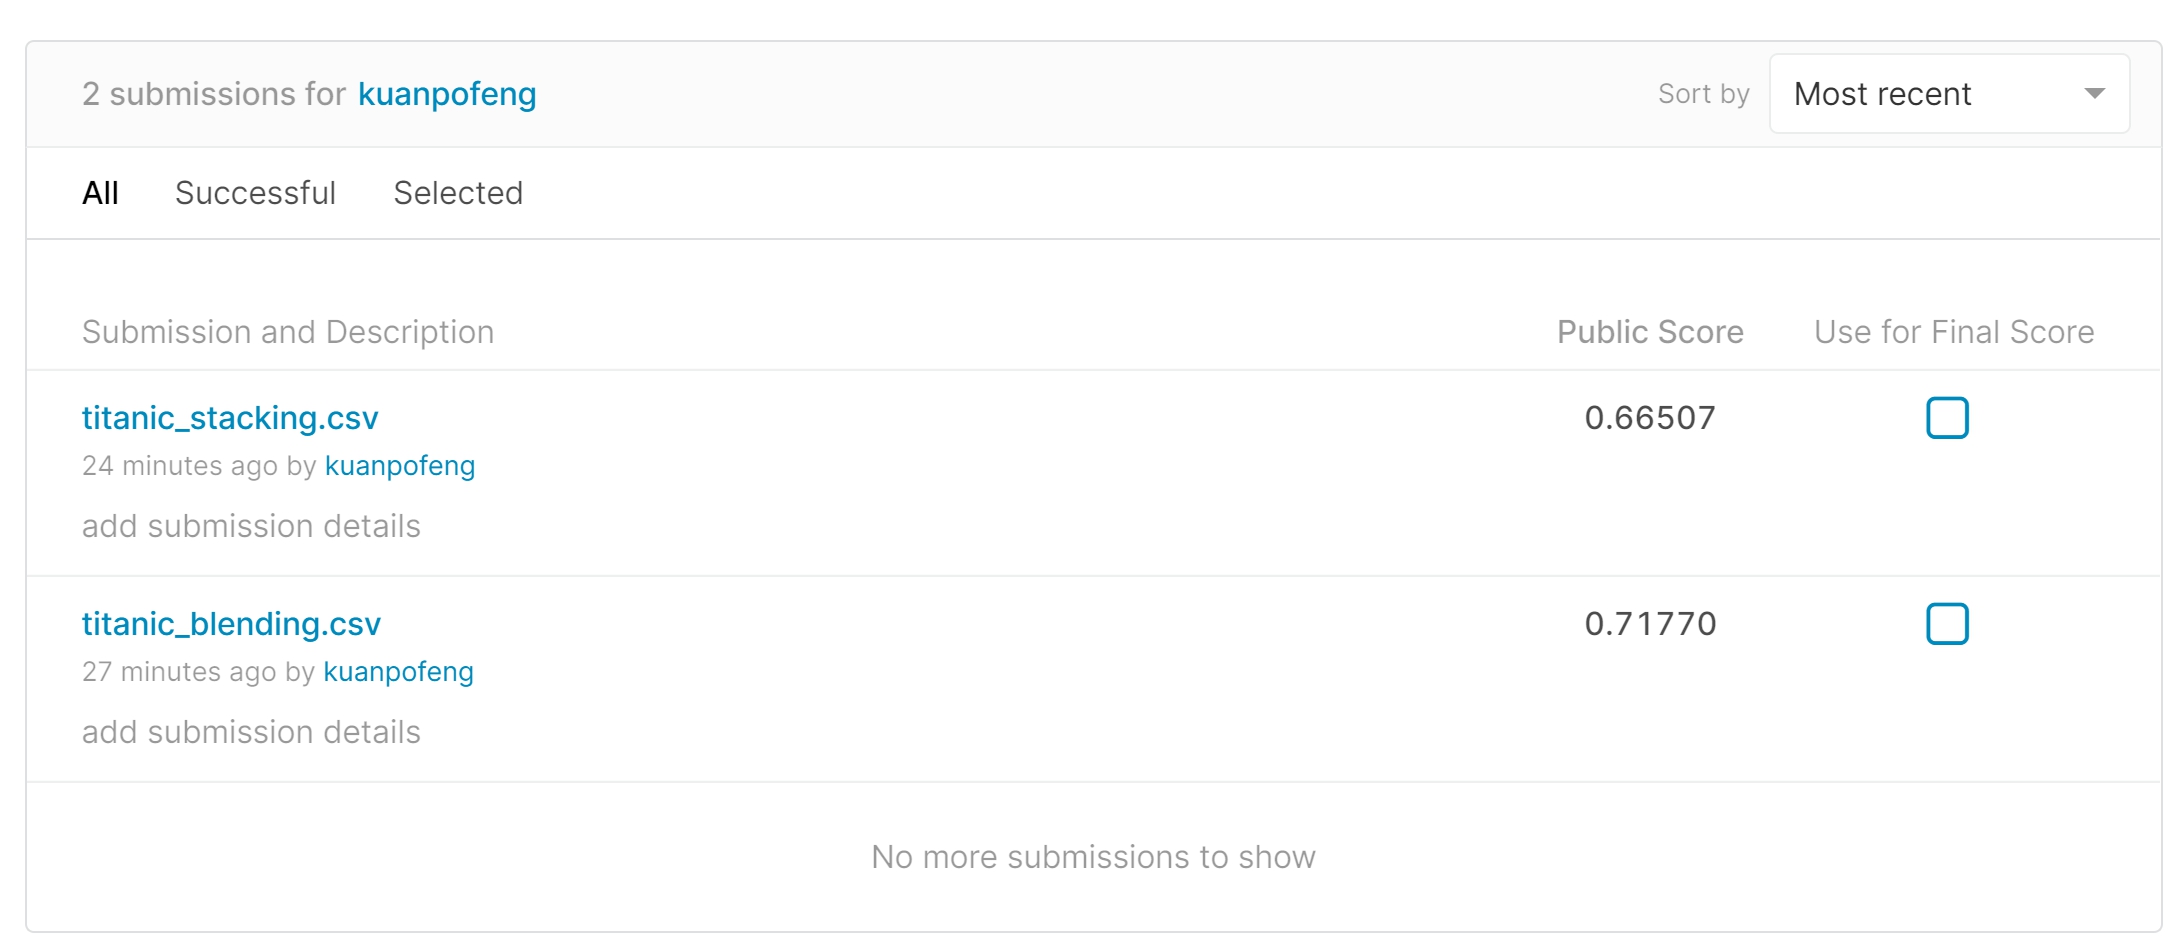 2 submissions for kuanpofeng Sort by Most recent
All Successful Selected
Submission and Description Public Score Use for Final Score
titanic_stacking.csv 0.66507
24 minutes ago by kuanpofeng
add submission details
titanic_blending.csv 0.71770
27 minutes ago by kuanpofeng
add submission details
No more submissions to show